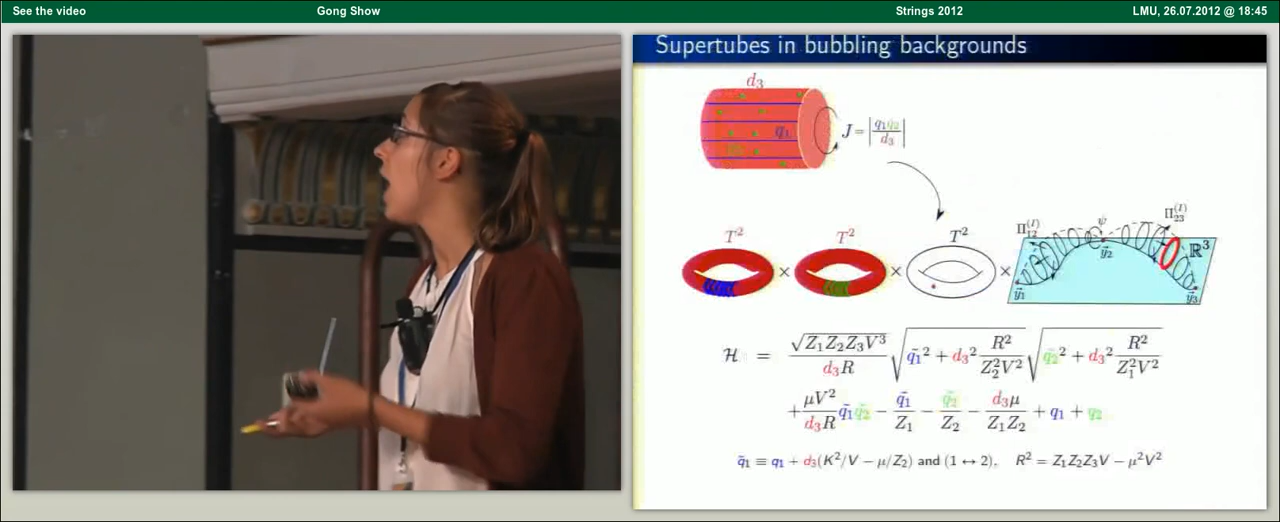 See the video Gong Show Strings 2012 LMU, 26.07.2012 @ 18:45
Supertubes in bubbling backgrounds
d₃
q₁ J = |q₁q₂/d₃|
T² × T² × T² × Π₁₂^(I) ψ Π₂₃^(I) ℝ³
y⃗₁ y⃗₂ y⃗₃
ℋ = √(Z₁Z₂Z₃V³)/(d₃R) √(q̃₁² + d₃² R²/(Z₂²V²)) √(q̃₂² + d₃² R²/(Z₁²V²))
+ μV²/(d₃R) q̃₁q̃₂ − q̃₁/Z₁ − q̃₂/Z₂ − d₃μ/(Z₁Z₂) + q₁ + q₂
q̃₁ ≡ q₁ + d₃(K²/V − μ/Z₂) and (1 ↔ 2), R² = Z₁Z₂Z₃V − μ²V²